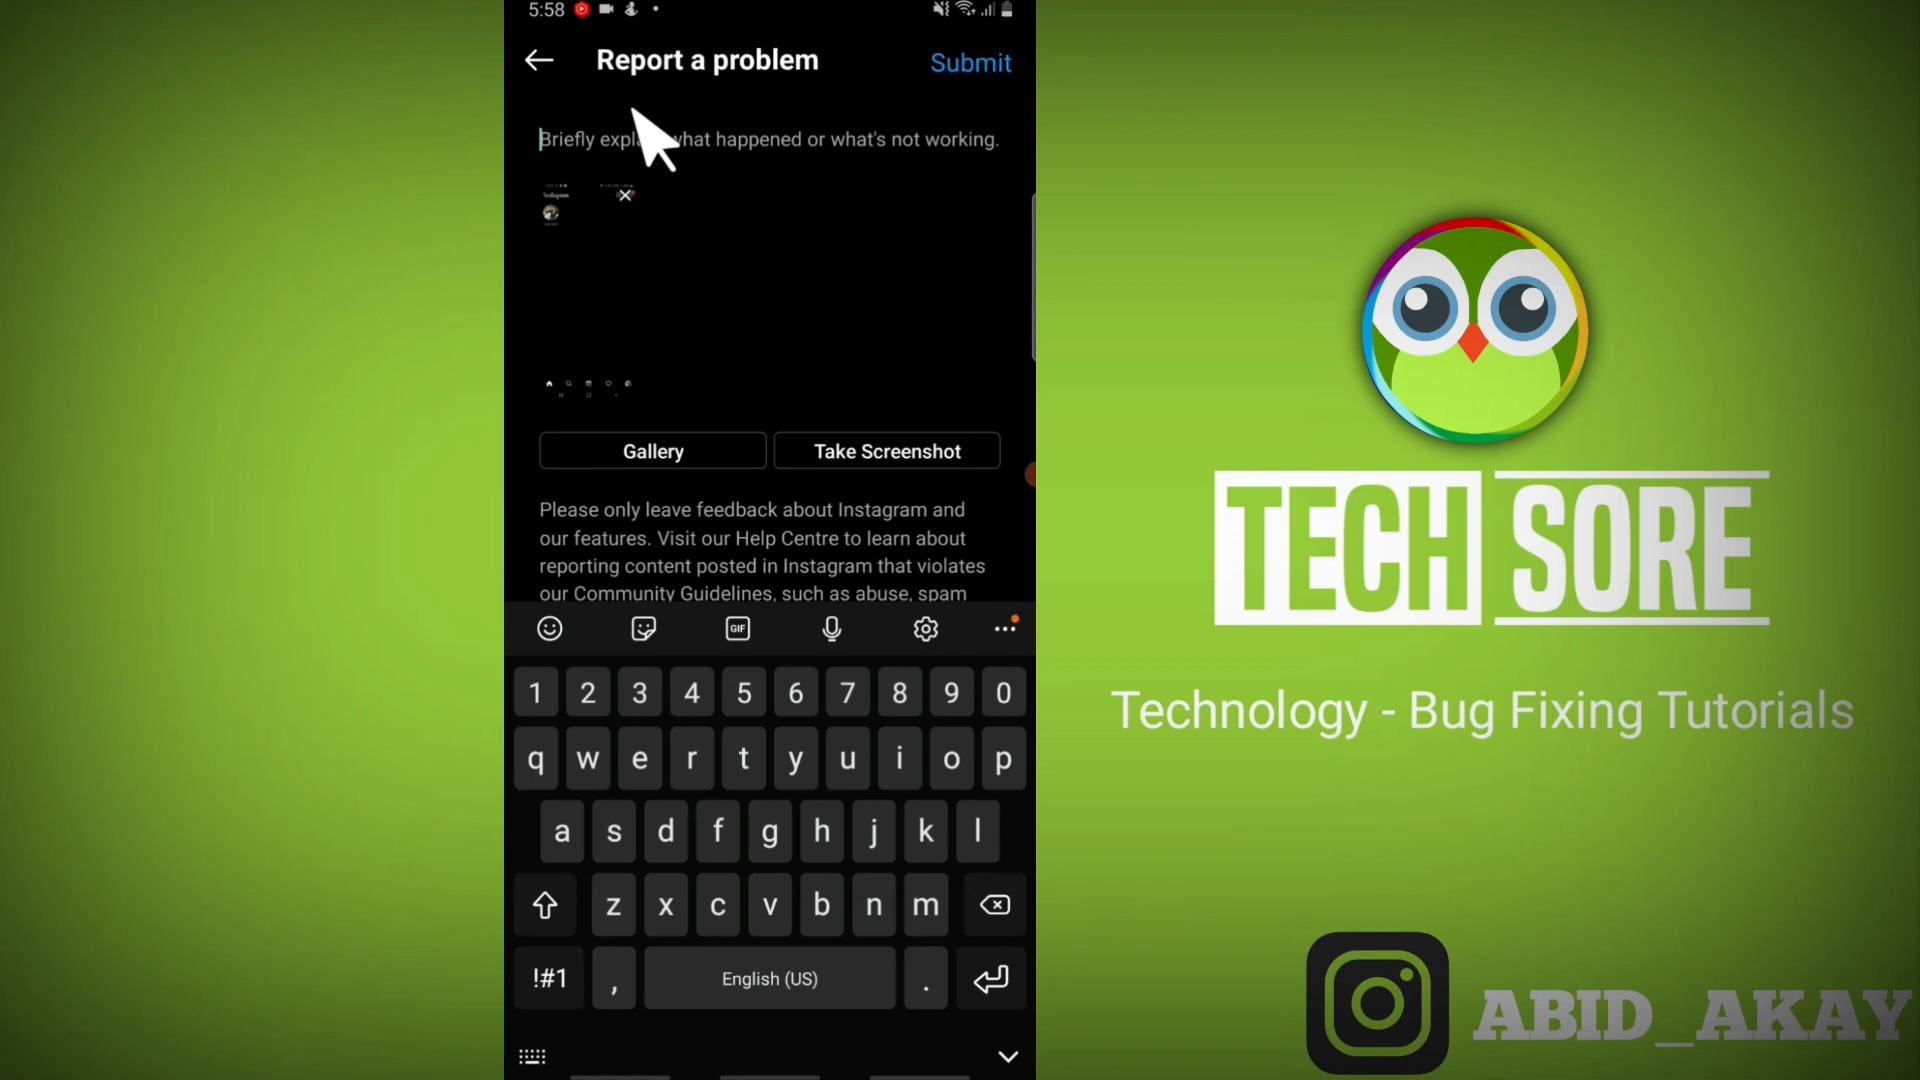 5:58
Report a problem
Submit
Briefly expla what happened or what's not working.
Instagram
Gallery
Take Screenshot
Please only leave feedback about Instagram and
our features. Visit our Help Centre to learn about
reporting content posted in Instagram that violates
our Community Guidelines, such as abuse, spam
GIF
1 2 3 4 5 6 7 8 9 0
q w e r t y u i o p
a s d f g h j k l
z x c v b n m
!#1 , English (US) .
TECH SORE
Technology - Bug Fixing Tutorials
ABID_AKAY